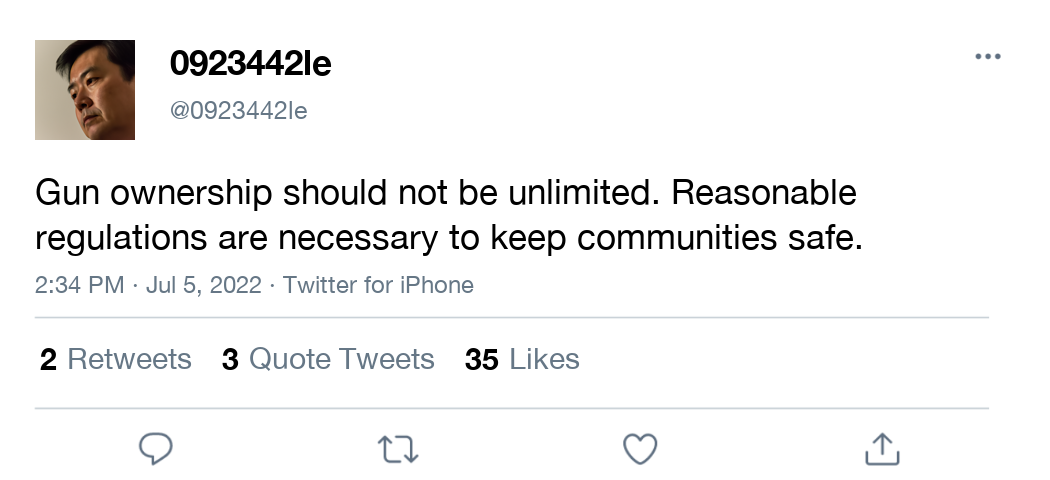 0923442le
@0923442le
Gun ownership should not be unlimited. Reasonable
regulations are necessary to keep communities safe.
2:34 PM · Jul 5, 2022 · Twitter for iPhone
2 Retweets 3 Quote Tweets 35 Likes